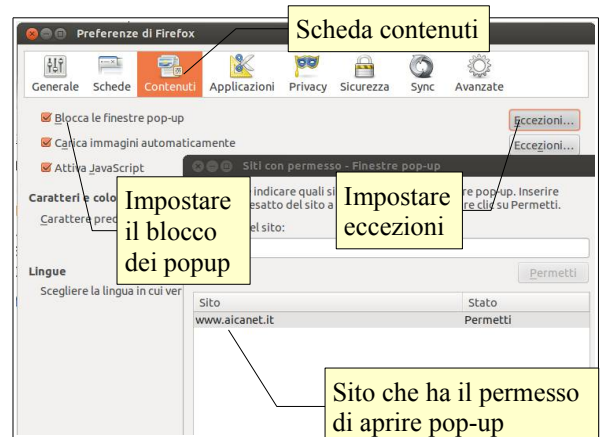 Preferenze di Firefox
Scheda contenuti
Generale Schede Contenuti Applicazioni Privacy Sicurezza Sync Avanzate
Blocca le finestre pop-up
Eccezioni...
Carica immagini automaticamente
Eccezioni...
Attiva JavaScript
Siti con permesso - Finestre pop-up
indicare quali si
re pop-up. Inserire
esatto del sito a
re clic su Permetti.
Caratteri e colo
Carattere pred
Impostare
il blocco
dei popup
Impostare
eccezioni
el sito:
Permetti
Lingue
Scegliere la lingua in cui ver
Sito Stato
www.aicanet.it Permetti
Sito che ha il permesso
di aprire pop-up